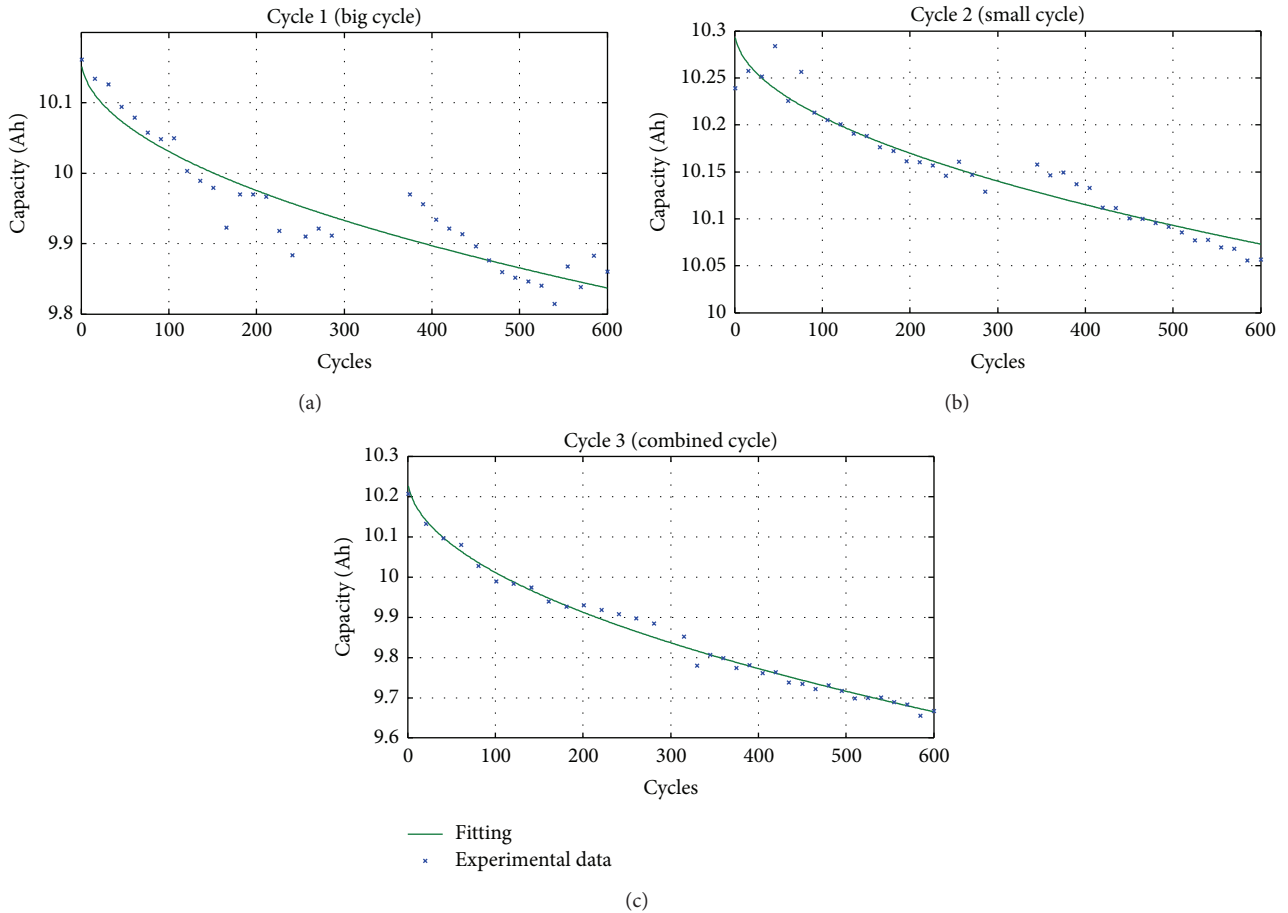 Cycle 1 (big cycle)
Capacity (Ah)
10.1
10
9.9
9.8
0 100 200 300 400 500 600
Cycles
(a)
Cycle 2 (small cycle)
Capacity (Ah)
10.3
10.25
10.2
10.15
10.1
10.05
10
0 100 200 300 400 500 600
Cycles
(b)
Cycle 3 (combined cycle)
Capacity (Ah)
10.3
10.2
10.1
10
9.9
9.8
9.7
9.6
0 100 200 300 400 500 600
Cycles
Fitting
Experimental data
(c)